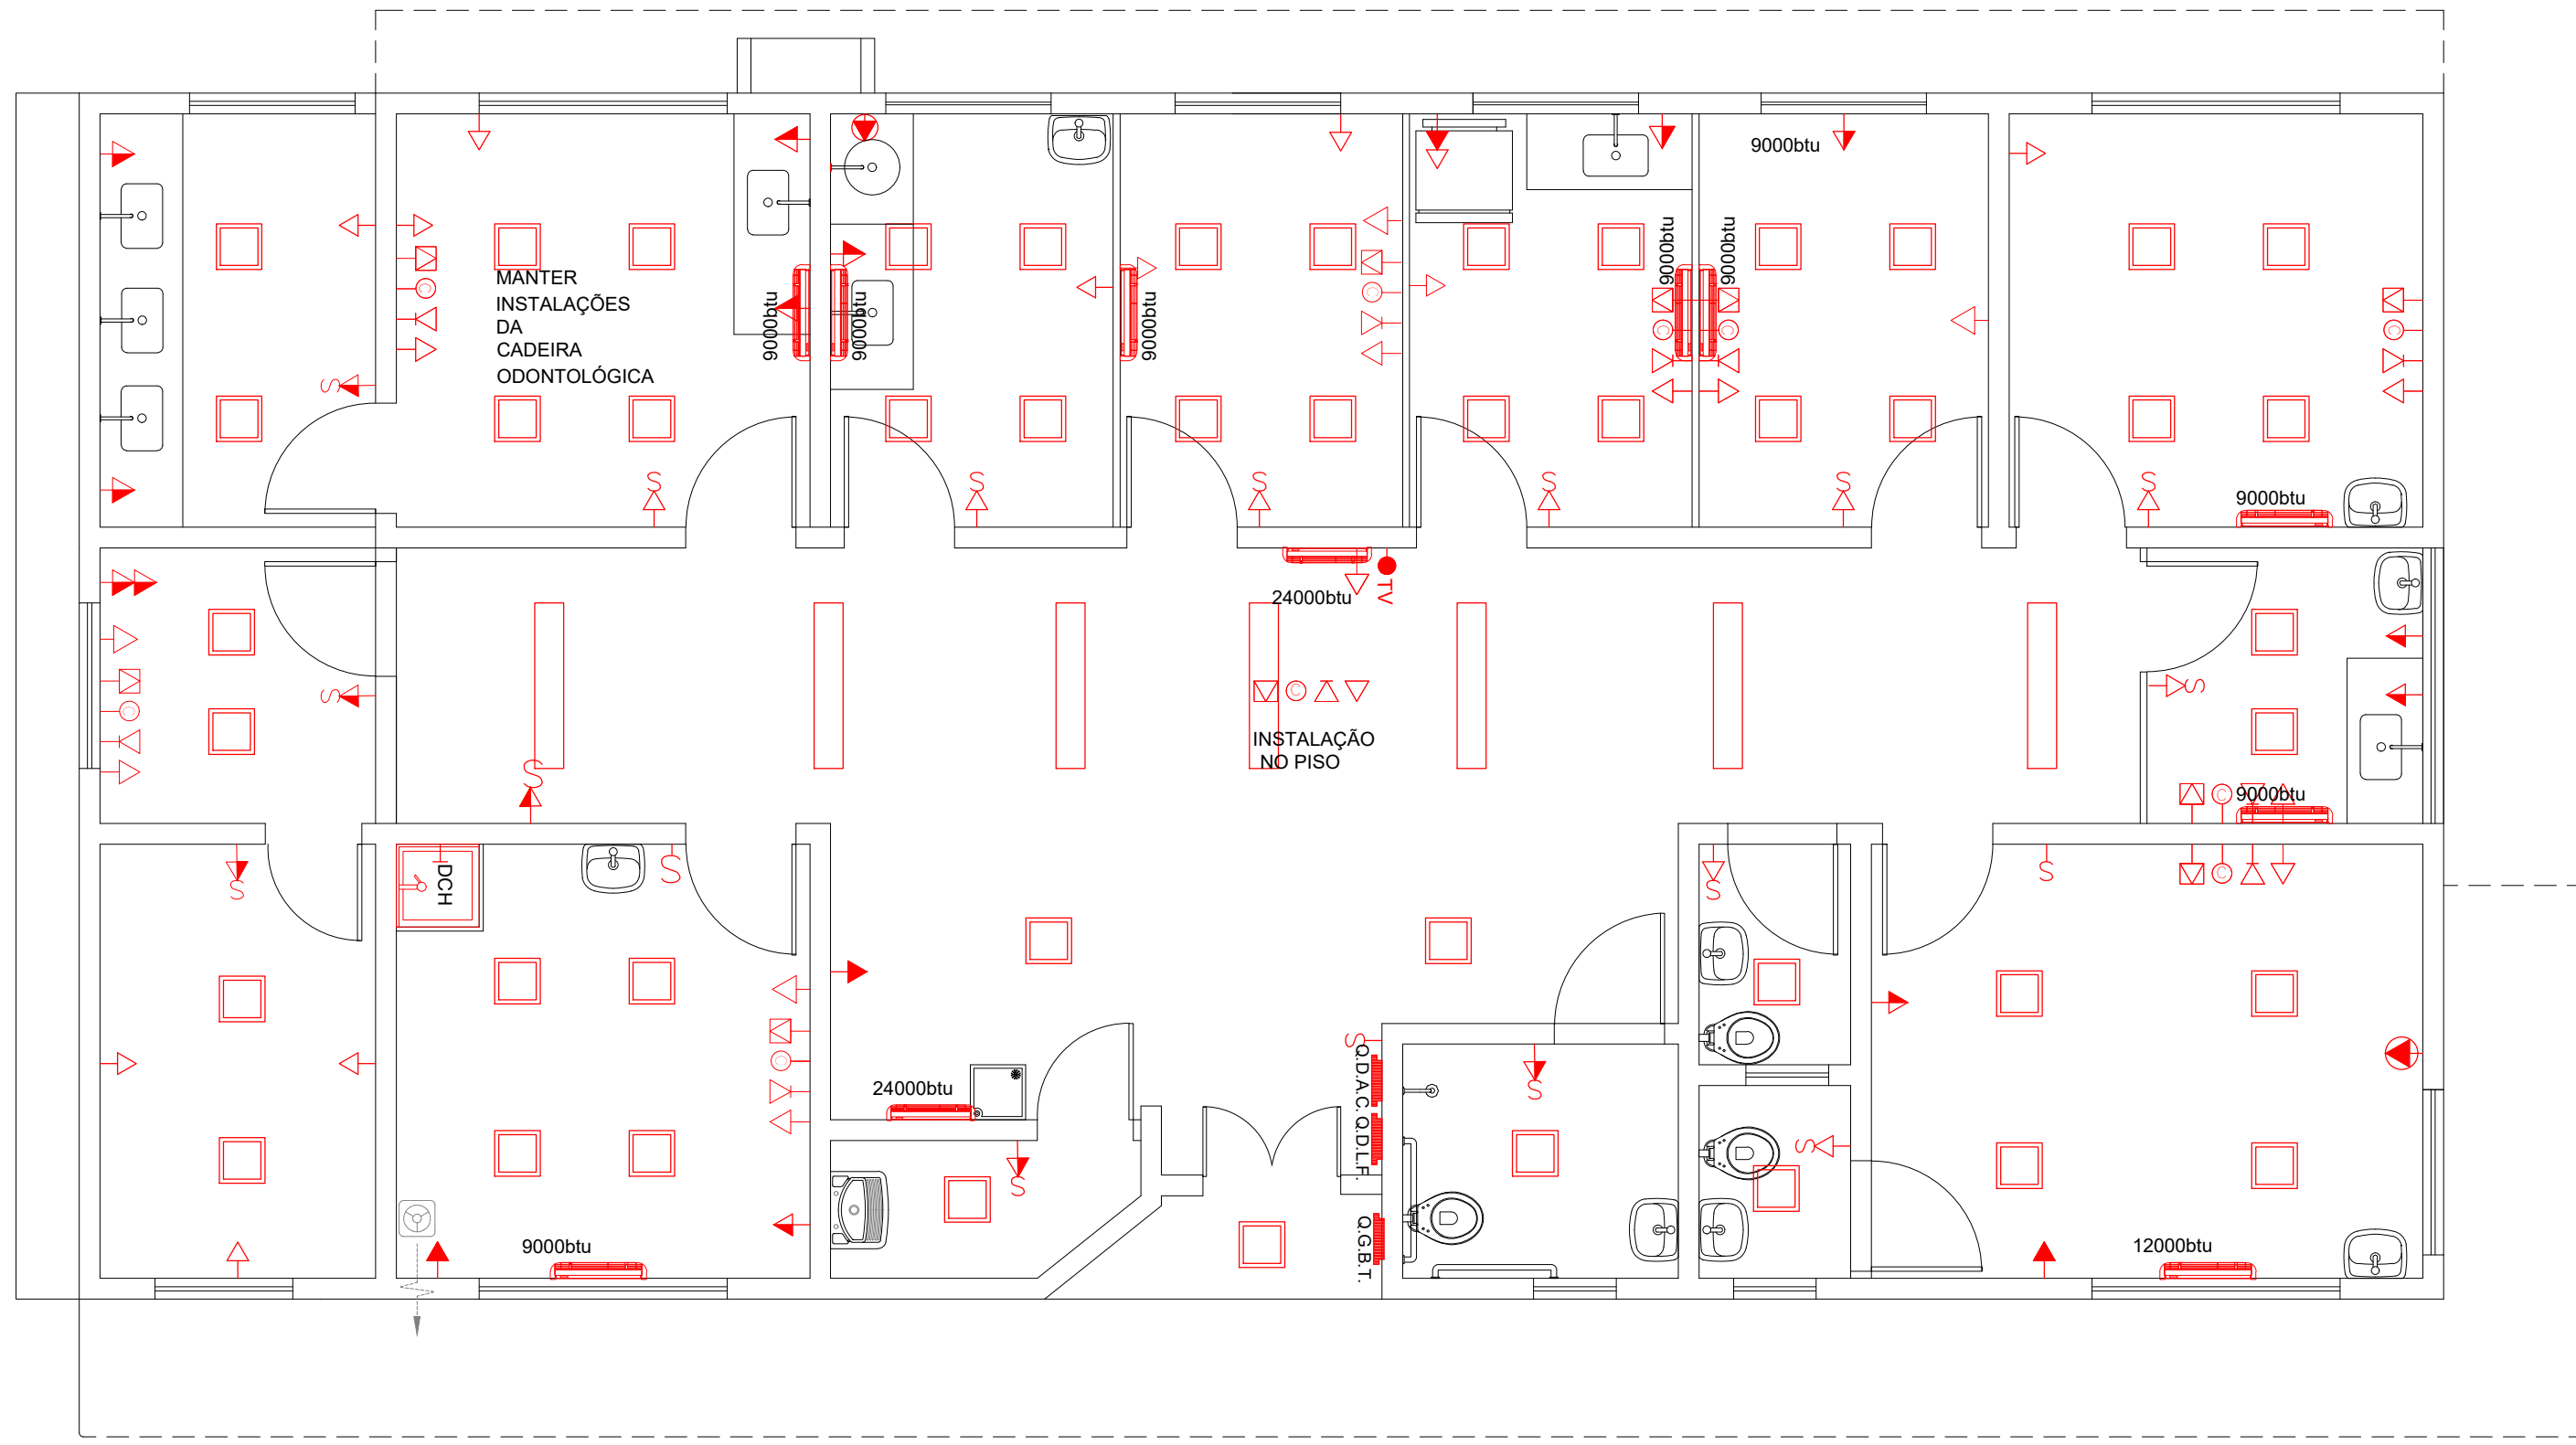 9000btu
MANTER
INSTALAÇÕES
DA
CADEIRA
ODONTOLÓGICA
9000btu
9000btu
9000btu
9000btu
9000btu
S
S
S
S
S
S
S
9000btu
24000btu
TV
S
S
C C C C C
INSTALAÇÃO
NO PISO
S
9000btu
C
C
S
DCH
S
S
S
C
C
S
Q.D.A.C.
Q.D.L.F.
Q.G.B.T.
24000btu
C
S
S
S
9000btu
12000btu